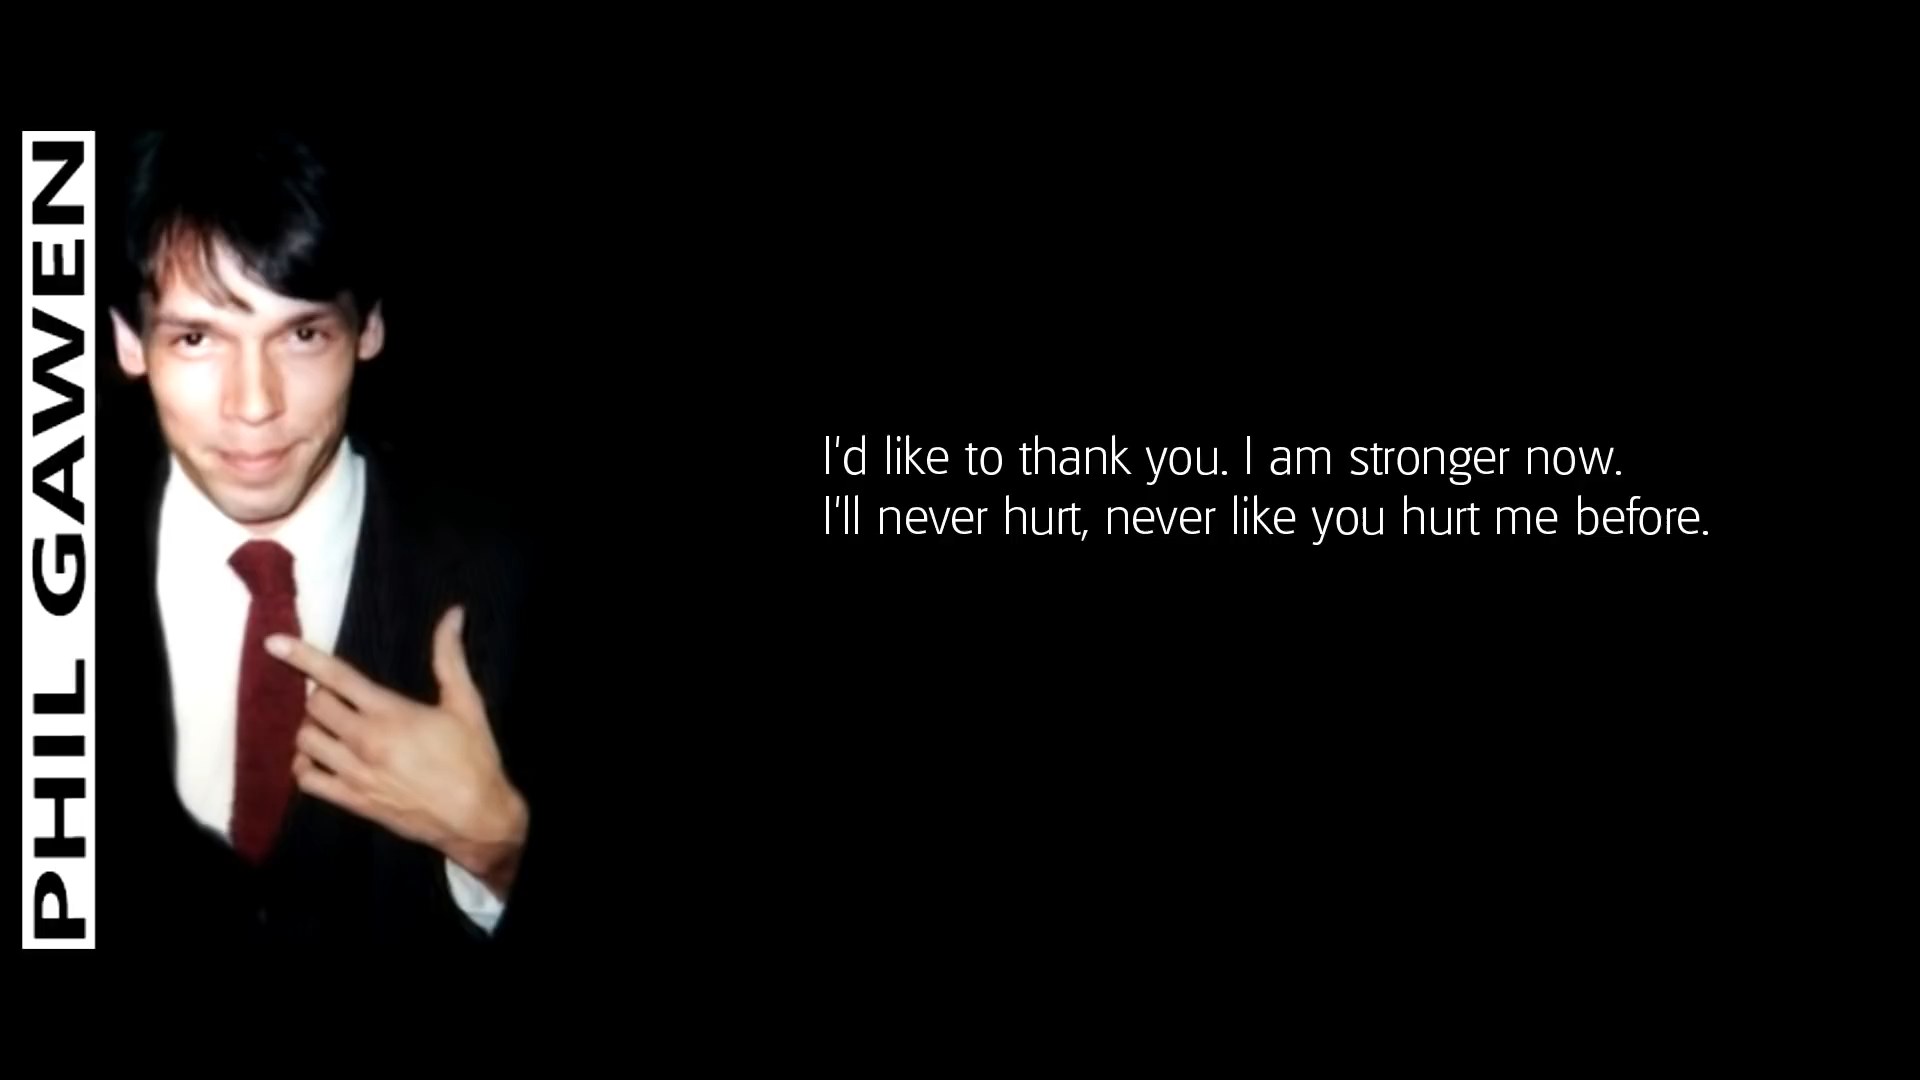 PHIL GAWEN
I'd like to thank you. I am stronger now.
I'll never hurt, never like you hurt me before.